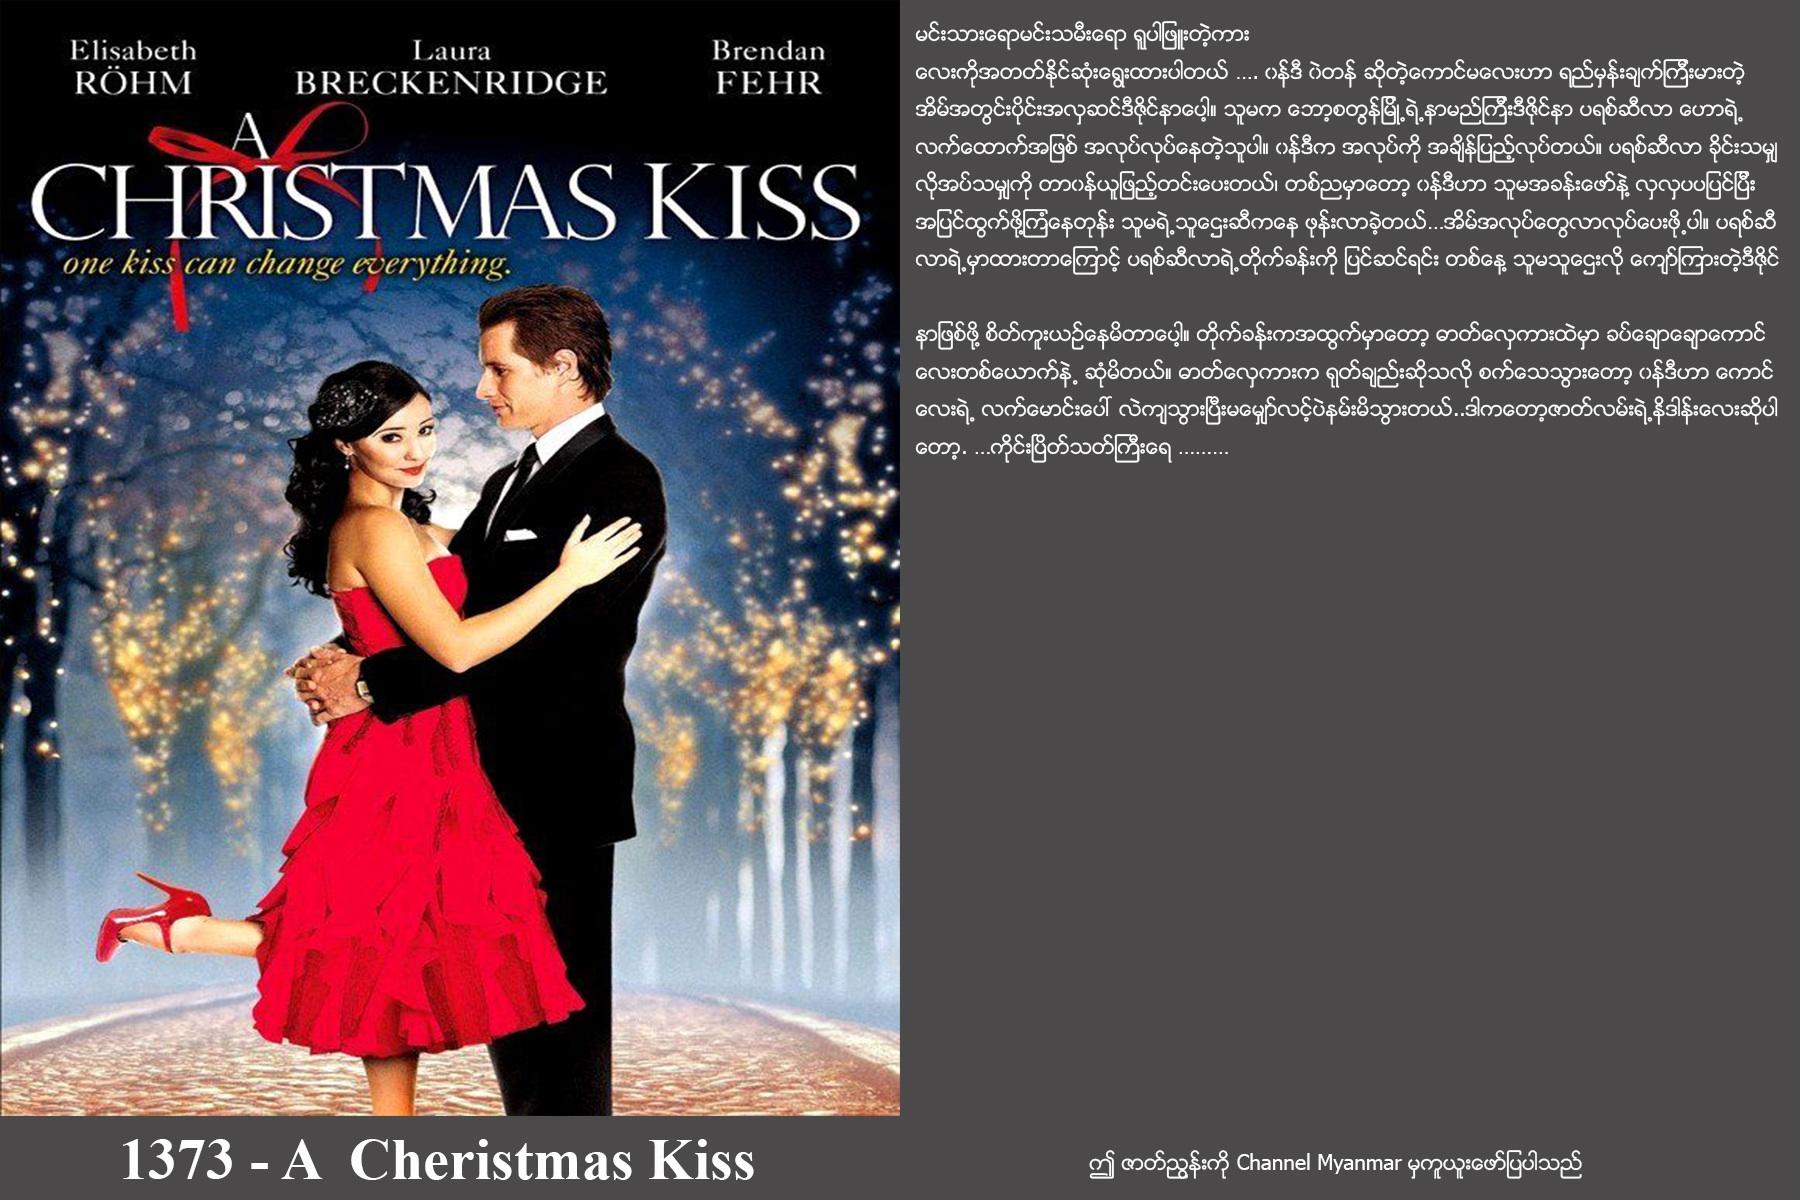 Elisabeth
RÖHM
Laura
BRECKENRIDGE
Brendan
FEHR
A
CHRISTMAS KISS
one kiss can change everything.
1373 - A  Cheristmas Kiss
မင်းသားရောမင်းသမီးရော ရူပါဖြူးတဲ့ကား
လေးကိုအတတ်နိုင်ဆုံးရွေးထားပါတယ် .... ၀န်ဒီ ၀ဲတန် ဆိုတဲ့ကောင်မလေးဟာ ရည်မှန်းချက်ကြီးမားတဲ့
အိမ်အတွင်းပိုင်းအလှဆင်ဒီဇိုင်နာပေါ့။ သူမက ဘော့စတွန်မြို့ရဲ့နာမည်ကြီးဒီဇိုင်နာ ပရစ်ဆီလာ ဟောရဲ့
လက်ထောက်အဖြစ် အလုပ်လုပ်နေတဲ့သူပါ။ ၀န်ဒီက အလုပ်ကို အချိန်ပြည့်လုပ်တယ်။ ပရစ်ဆီလာ ခိုင်းသမျှ
လိုအပ်သမျှကို တာ၀န်ယူဖြည့်တင်းပေးတယ်၊ တစ်ညမှာတော့ ၀န်ဒီဟာ သူမအခန်းဖော်နဲ့ လှလှပပပြင်ပြီး
အပြင်ထွက်ဖို့ကြံနေတုန်း သူမရဲ့သူဌေးဆီကနေ ဖုန်းလာခဲ့တယ်...အိမ်အလုပ်တွေလာလုပ်ပေးဖို့ပါ။ ပရစ်ဆီ
လာရဲ့မှာထားတာကြောင့် ပရစ်ဆီလာရဲ့တိုက်ခန်းကို ပြင်ဆင်ရင်း တစ်နေ့ သူမသူဌေးလို ကျော်ကြားတဲ့ဒီဇိုင်
နာဖြစ်ဖို့ စိတ်ကူးယဉ်နေမိတာပေါ့။ တိုက်ခန်းကအထွက်မှာတော့ ဓာတ်လှေကားထဲမှာ ခပ်ချောချောကောင်
လေးတစ်ယောက်နဲ့ ဆုံမိတယ်။ ဓာတ်လှေကားက ရုတ်ချည်းဆိုသလို စက်သေသွားတော့ ၀န်ဒီဟာ ကောင်
လေးရဲ့ လက်မောင်းပေါ် လဲကျသွားပြီးမမျှော်လင့်ပဲနမ်းမိသွားတယ်..ဒါကတော့ဇာတ်လမ်းရဲ့နိဒါန်းလေးဆိုပါ
တော့. ...ကိုင်းပြိတ်သတ်ကြီးရေ .........
ဤ ဇာတ်ညွှန်းကို Channel Myanmar မှကူယူးဖော်ပြပါသည်